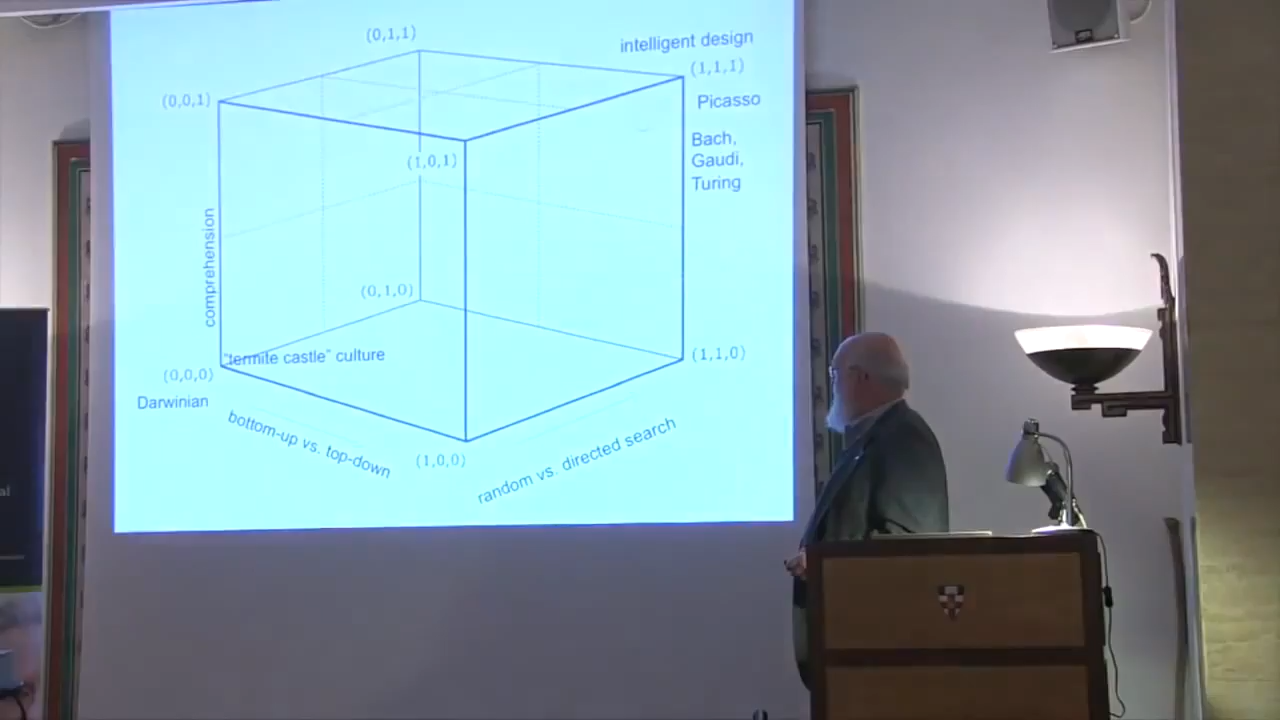 (0,1,1)
intelligent design
(1,1,1)
(0,0,1)
Picasso
Bach,
Gaudi,
Turing
(1,0,1)
comprehension
(0,1,0)
"termite castle" culture
(1,1,0)
(0,0,0)
Darwinian
bottom-up vs. top-down
(1,0,0)
random vs. directed search
al